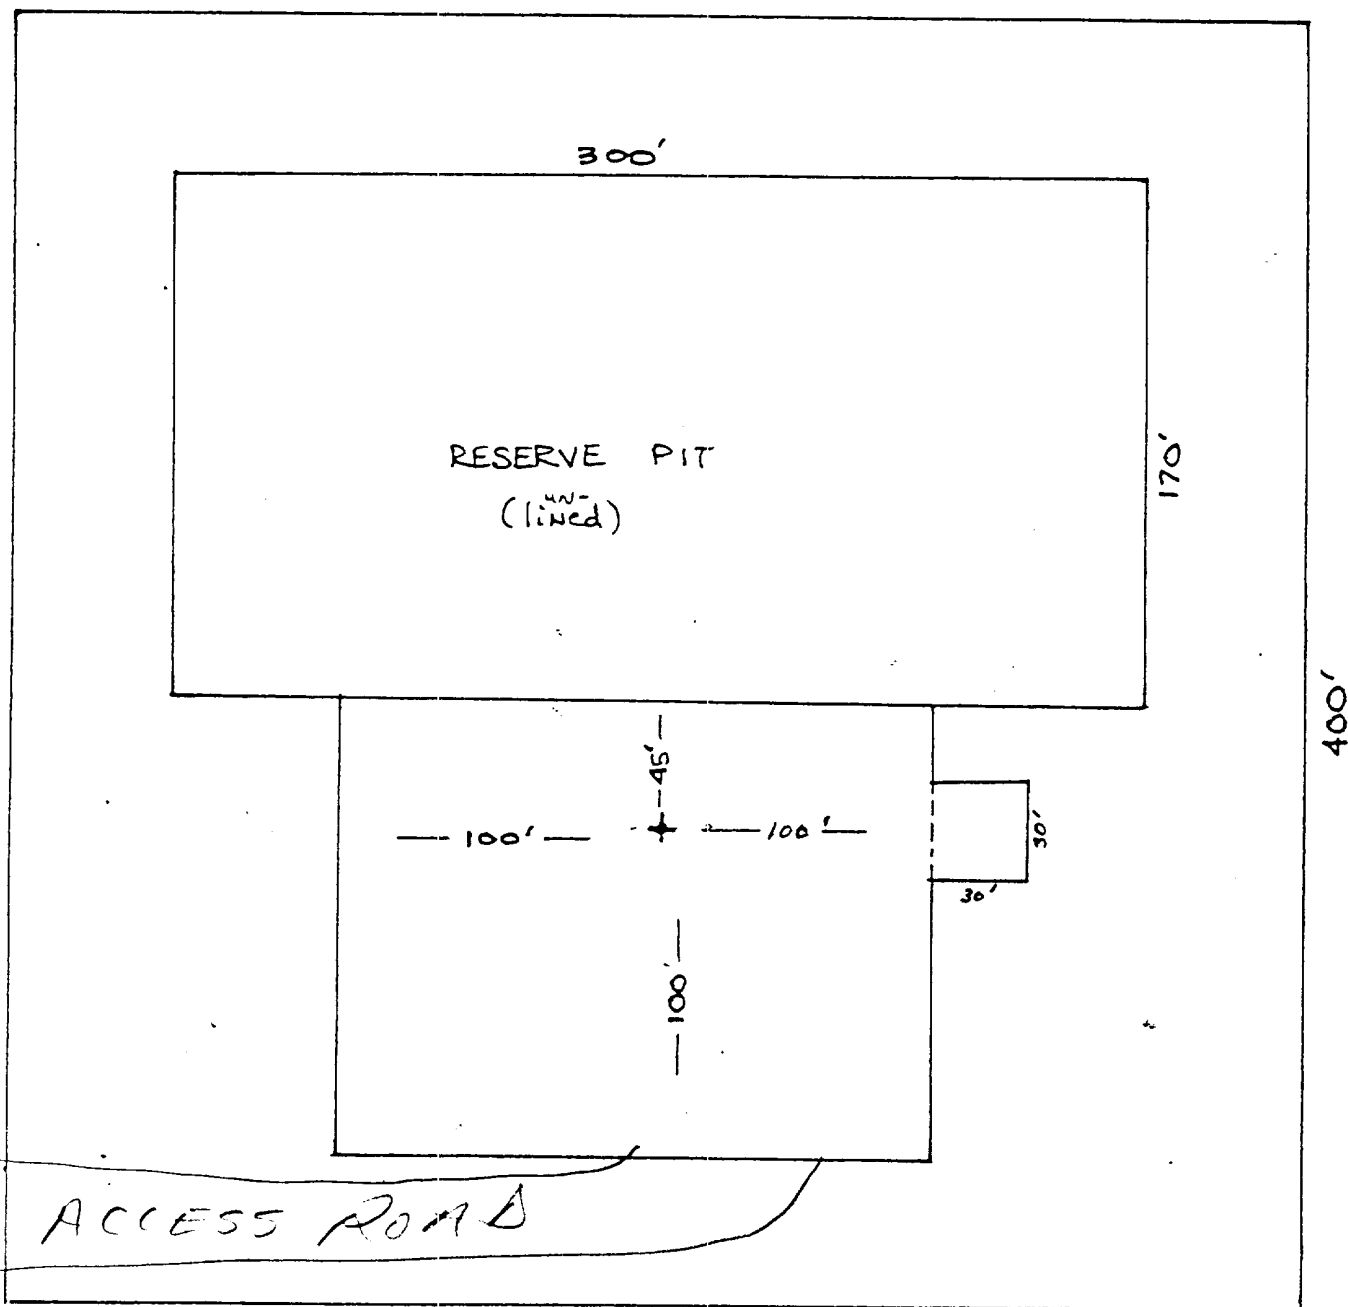 300'
RESERVE PIT
un-
(lined)
170'
400'
45'
100'
100'
30'
30'
100'
ACCESS ROAD